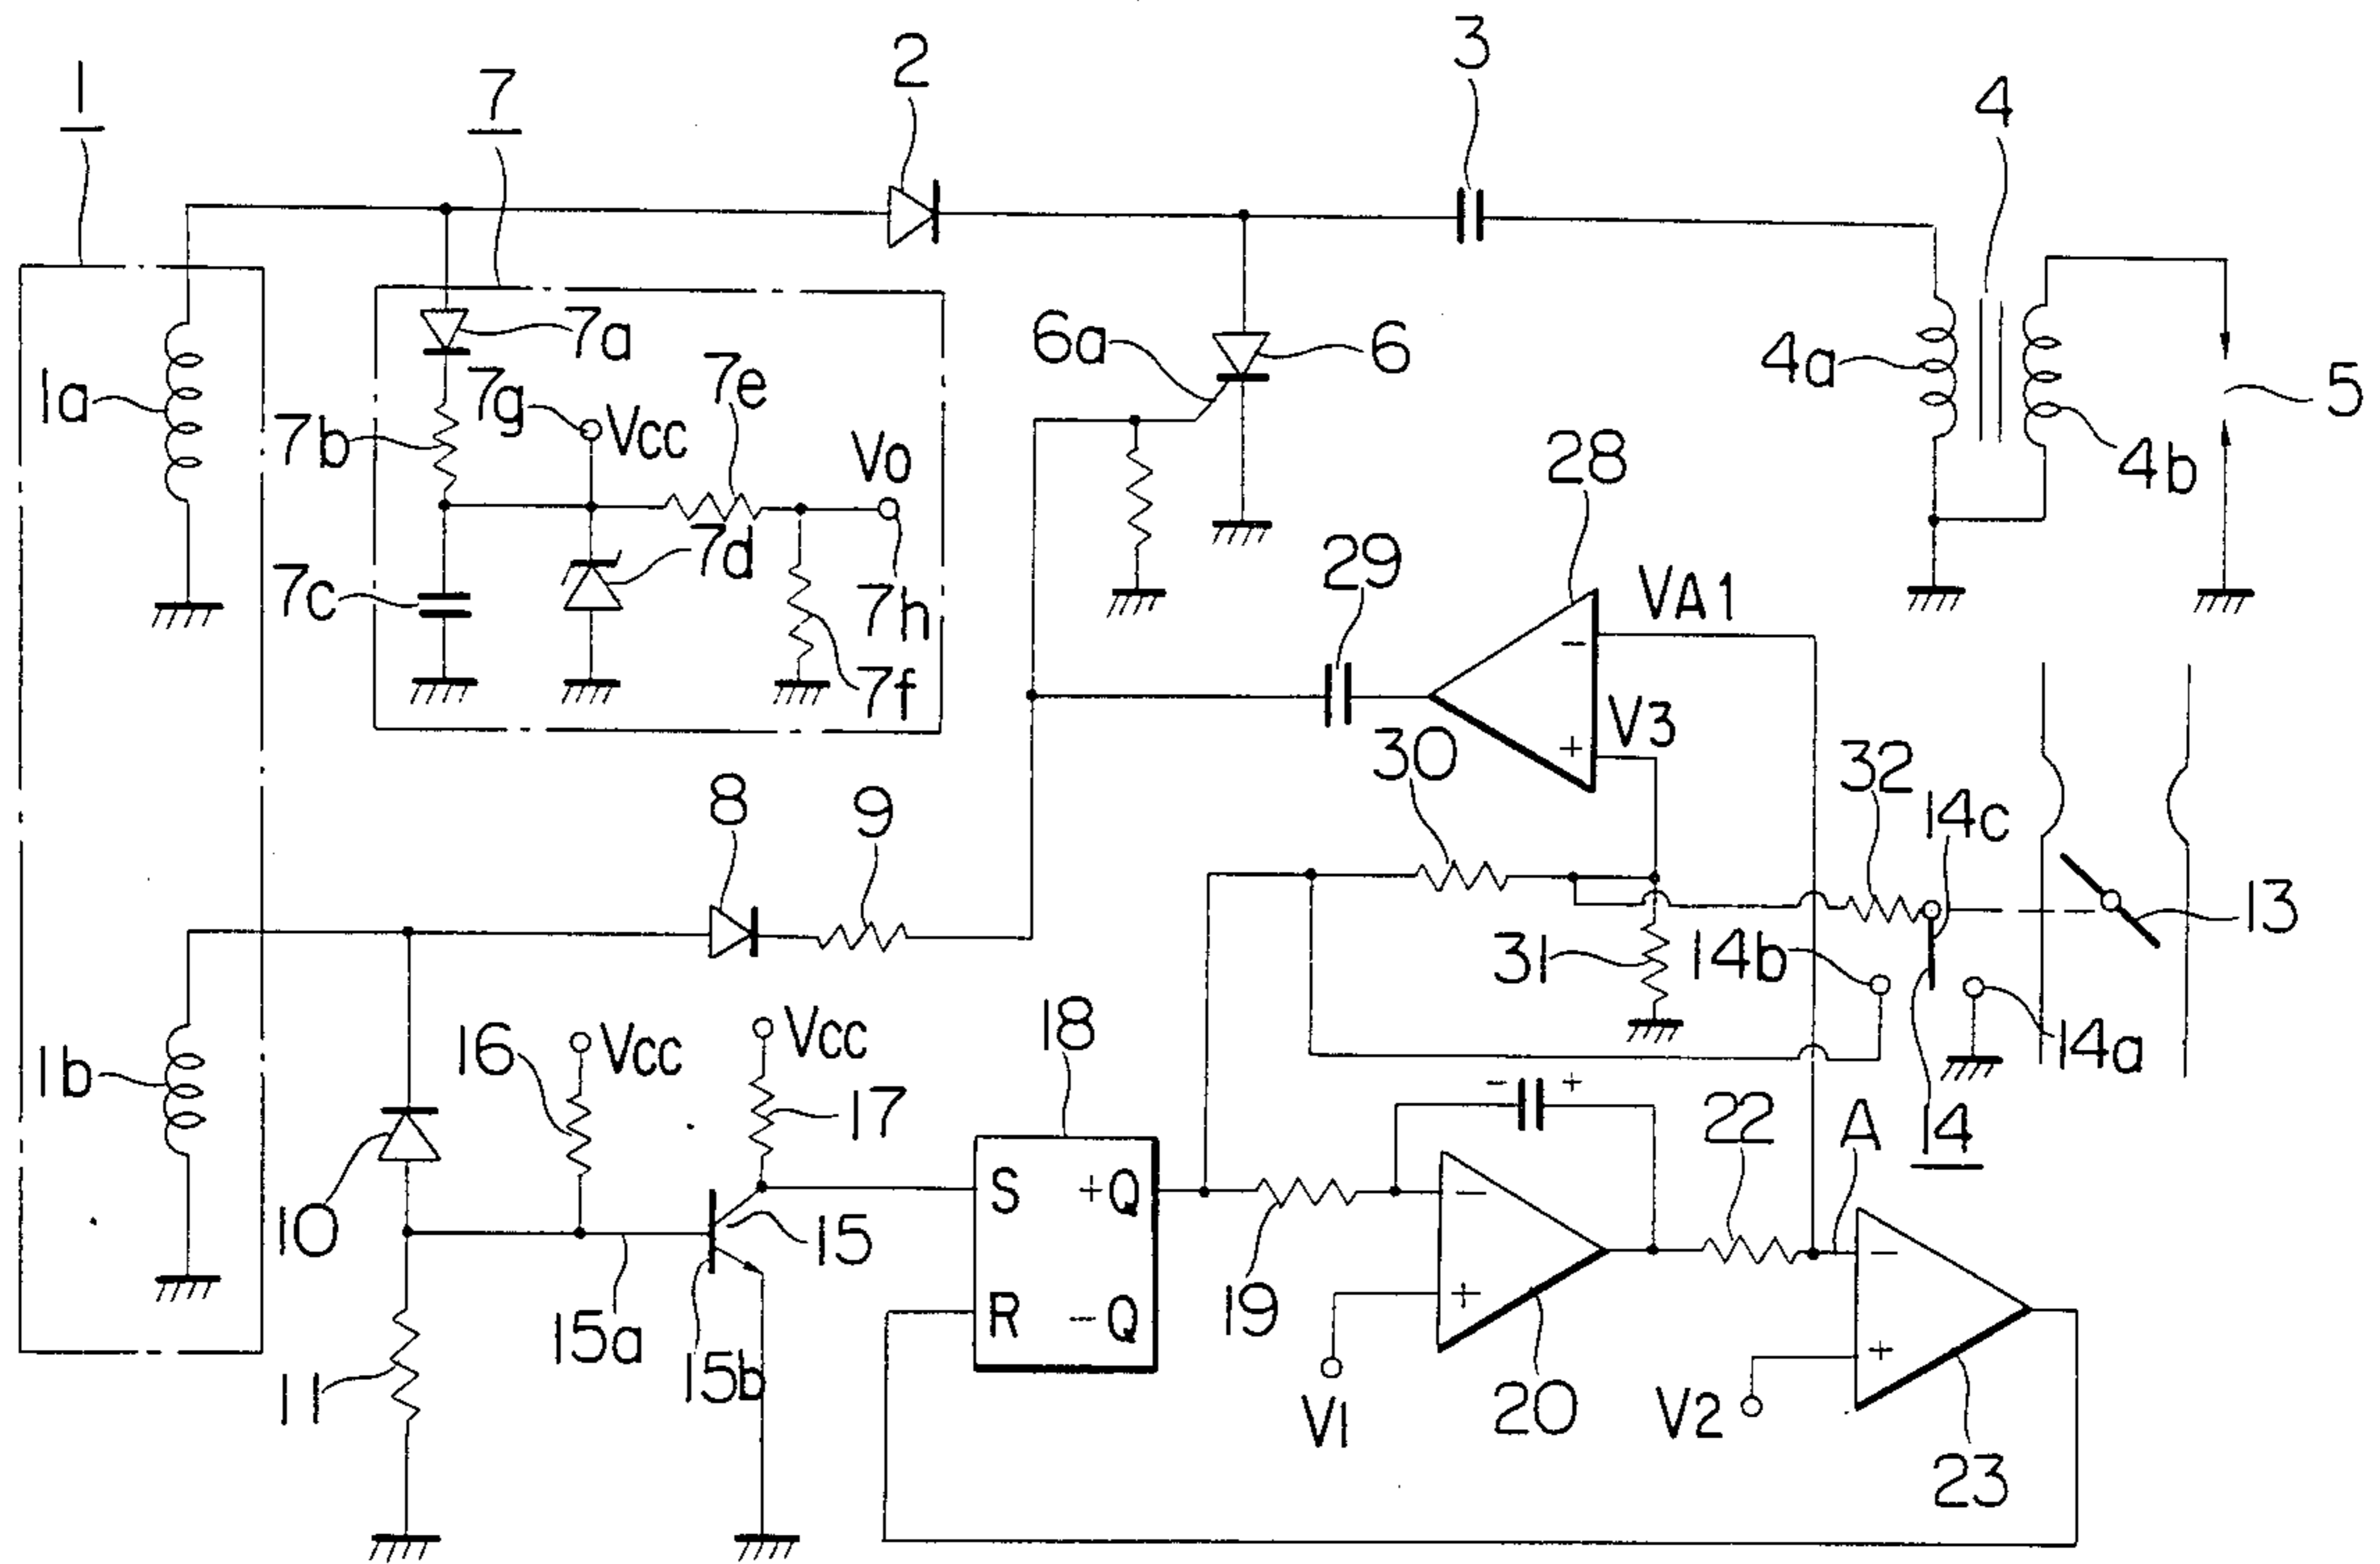 3
2
1
7
4
7a
6a
6
7e
7g
1a
4a
5
7b
Vcc
Vo
28
4b
7d
29
7c
VA1
7h
7f
−
V3
+
30
32
8
9
14c
13
31
14b
16
Vcc
Vcc
18
1b
14a
− +
17
22
A
14
S +Q
−
10
15
−
R −Q
19
+
15a
15b
+
11
V1
20
V2
23